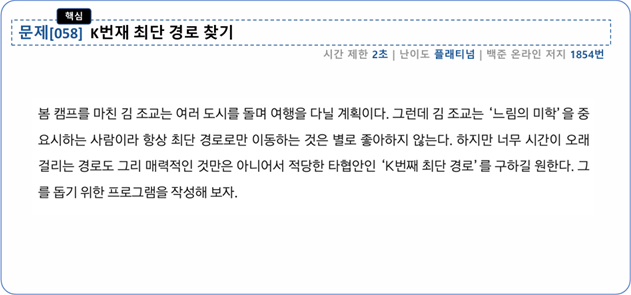 핵심
문제[058] K번재 최단 경로 찾기
시간 제한 2초 | 난이도 플래티넘 | 백준 온라인 저지 1854번
봄 캠프를 마친 김 조교는 여러 도시를 돌며 여행을 다닐 계획이다. 그런데 김 조교는 ‘느림의 미학’을 중
요시하는 사람이라 항상 최단 경로로만 이동하는 것은 별로 좋아하지 않는다. 하지만 너무 시간이 오래
걸리는 경로도 그리 매력적인 것만은 아니어서 적당한 타협안인 ‘K번째 최단 경로’를 구하길 원한다. 그
를 돕기 위한 프로그램을 작성해 보자.